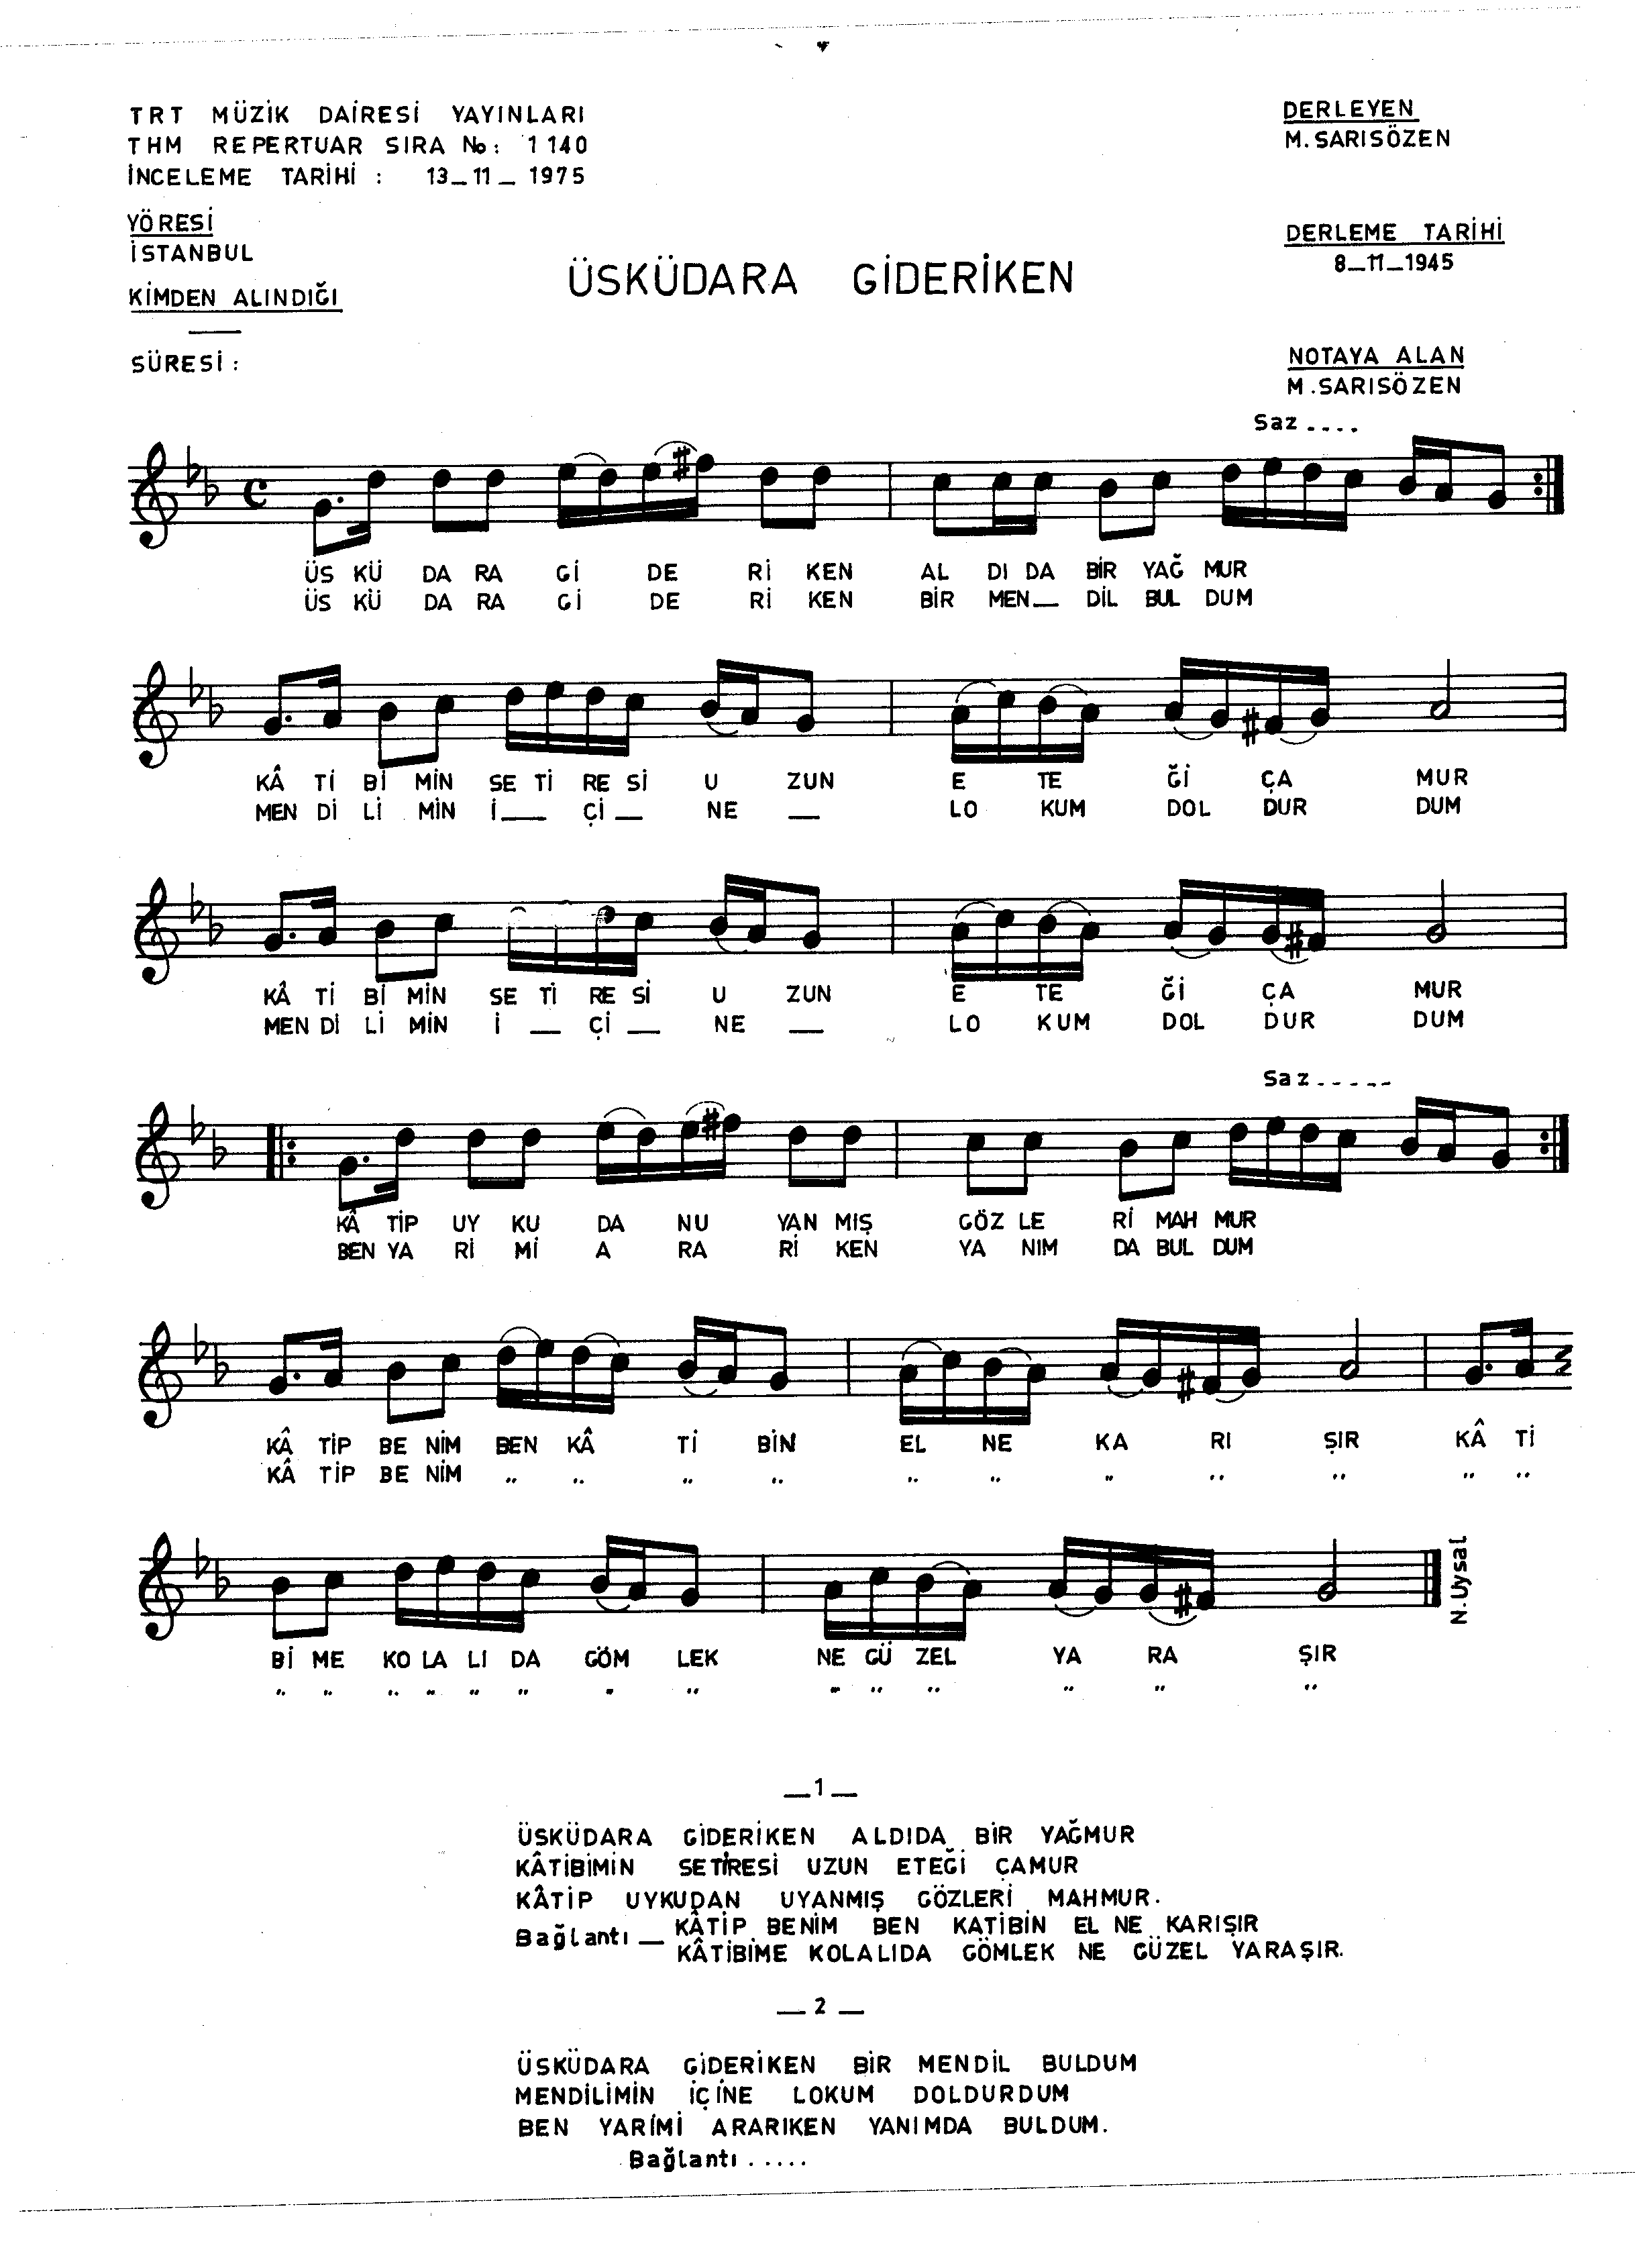 TRT MÜZİK DAİRESİ YAYINLARI
THM REPERTUAR SIRA No: 1140
İNCELEME TARİHİ : 13_11_1975
DERLEYEN
M.SARISÖZEN
YÖRESİ
İSTANBUL
DERLEME TARİHİ
8_11_1945
ÜSKÜDARA GİDERİKEN
KİMDEN ALINDIĞI
SÜRESİ :
NOTAYA ALAN
M.SARISÖZEN
Saz ....
ÜS KÜ DA RA Gİ DE Rİ KEN AL DI DA BİR YAĞ MUR
ÜS KÜ DA RA Gİ DE Rİ KEN BİR MEN_ DİL BUL DUM
KÂ Tİ Bİ MİN SE Tİ RE Sİ U ZUN E TE Ğİ ÇA MUR
MEN Dİ Lİ MİN İ__ Çİ_ NE _ LO KUM DOL DUR DUM
KÂ Tİ Bİ MİN SE Tİ RE Sİ U ZUN E TE Ğİ ÇA MUR
MEN Dİ Lİ MİN İ _ Çİ _ NE _ LO KUM DOL DUR DUM
Saz.....
KÂ TİP UY KU DA NU YAN MIŞ GÖZ LE Rİ MAH MUR
BEN YA Rİ Mİ A RA Rİ KEN YA NIM DA BUL DUM
KÂ TİP BE NİM BEN KÂ Tİ BİN EL NE KA RI ŞIR KÂ Tİ
KÂ TİP BE NİM ,, ,, ,, ,, ,, ,, ,, ,, ,, ,, ,,
Bİ ME KO LA LI DA GÖM LEK NE GÜ ZEL YA RA ŞIR
,, ,, ,, ,, ,, ,, ,, ,, ,, ,, ,, ,, ,, ,,
N.Uysal
_1_
ÜSKÜDARA GİDERİKEN ALDIDA BİR YAĞMUR
KÂTİBİMİN SETİRESİ UZUN ETEĞİ ÇAMUR
KÂTİP UYKUDAN UYANMIŞ GÖZLERİ MAHMUR.
Bağlantı _ KÂTİP BENİM BEN KATİBİN EL NE KARIŞIR
KÂTİBİME KOLALIDA GÖMLEK NE GÜZEL YARAŞIR.
_ 2 _
ÜSKÜDARA GİDERİKEN BİR MENDİL BULDUM
MENDİLİMİN İÇİNE LOKUM DOLDURDUM
BEN YARİMİ ARARIKEN YANIMDA BULDUM.
Bağlantı .....